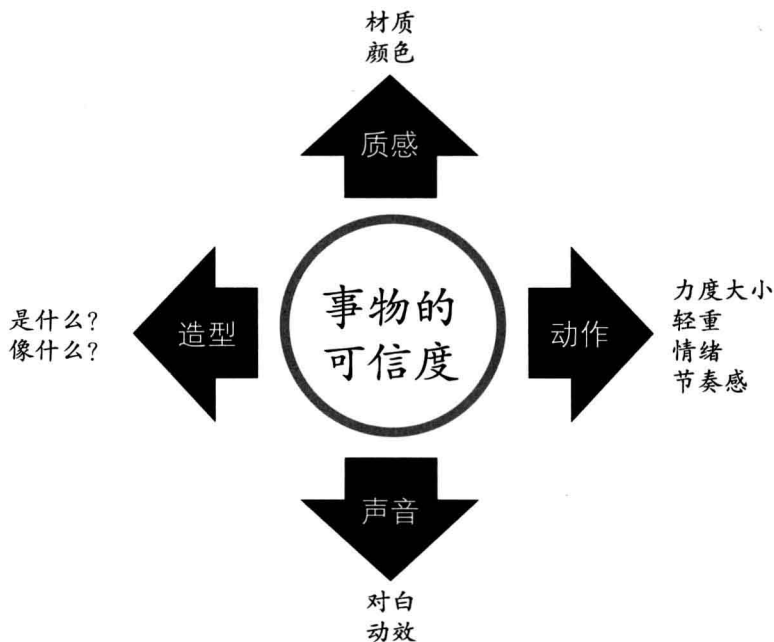 材质
颜色
质感
是什么？
像什么？
造型
事物的
可信度
动作
力度大小
轻重
情绪
节奏感
声音
对白
动效